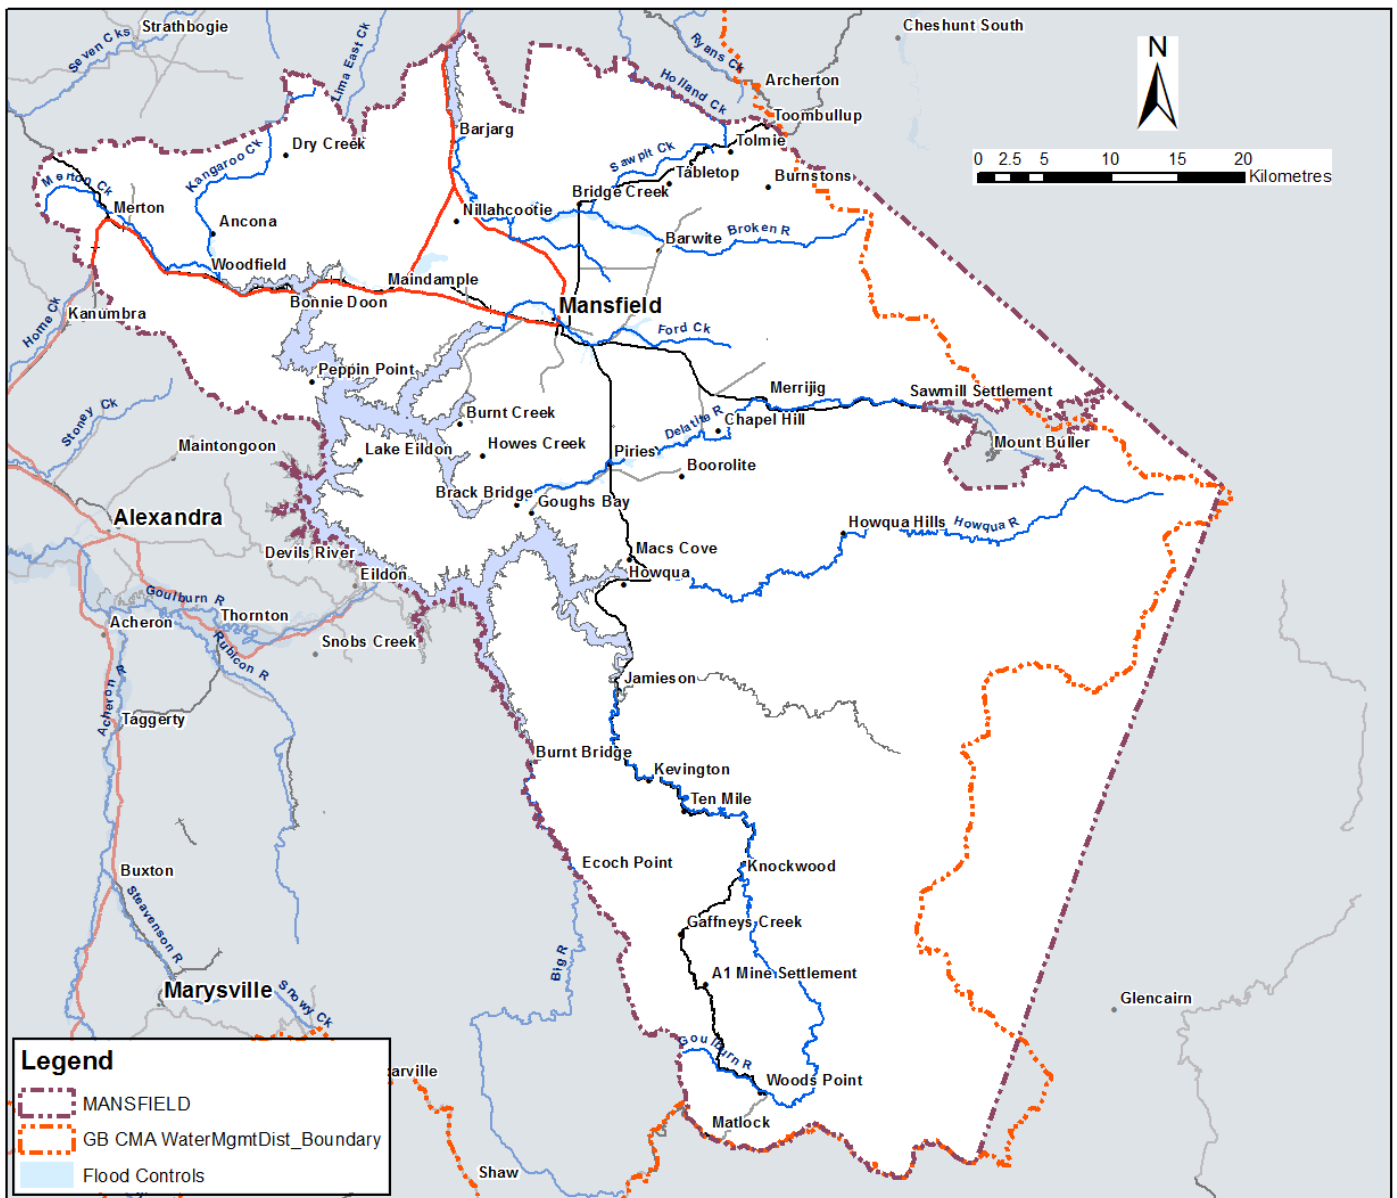 Strathbogie
Seven Cks
Lima East Ck
Ryans Ck
Cheshunt South
N
Holland Ck
Archerton
Toombullup
Barjarg
Dry Creek
Kangaroo Ck
Sawpit Ck
Tolmie
0 2.5 5 10 15 20
Kilometres
Merton Ck
Tabletop
Burnstons
Bridge Creek
Merton
Nillahcootie
Ancona
Broken R
Barwite
Woodfield
Maindample
Bonnie Doon
Mansfield
Home Ck
Kanumbra
Ford Ck
Peppin Point
Merrijig
Sawmill Settlement
Stoney Ck
Burnt Creek
Delatite R
Chapel Hill
Maintongoon
Lake Eildon
Howes Creek
Piries
Mount Buller
Boorolite
Brack Bridge
Goughs Bay
Alexandra
Howqua Hills
Howqua R
Devils River
Macs Cove
Eildon
Howqua
Goulburn R
Acheron
Thornton
Rubicon R
Snobs Creek
Acheron R
Jamieson
Taggerty
Burnt Bridge
Kevington
Ten Mile
Buxton
Ecoch Point
Knockwood
Steavenson R
Gaffneys Creek
Big R
A1 Mine Settlement
Marysville
Snowy Ck
Glencairn
Goulburn R
Legend
arville
Woods Point
MANSFIELD
Matlock
GB CMA WaterMgmtDist_Boundary
Flood Controls
Shaw